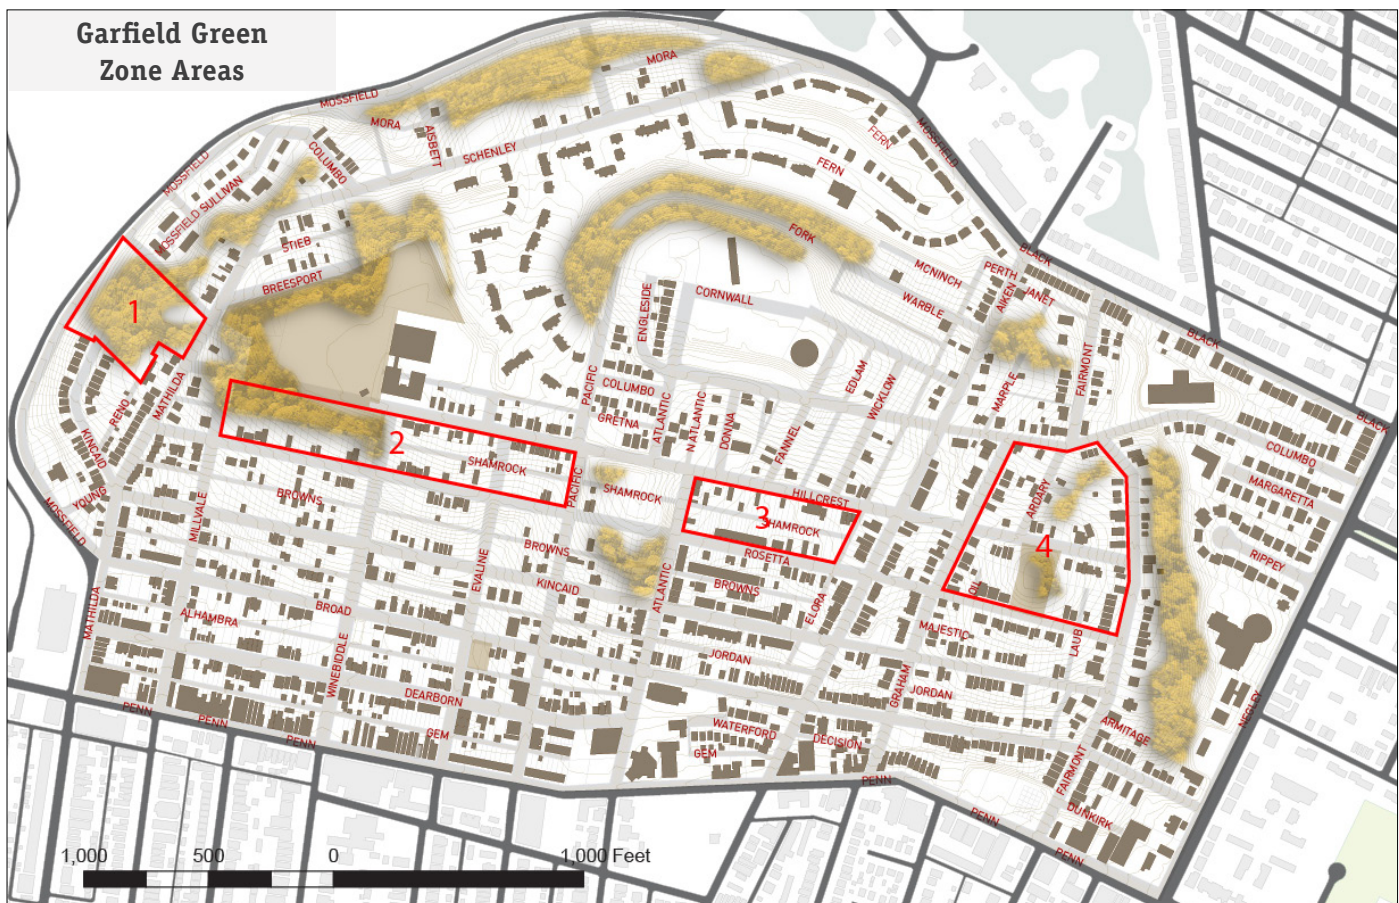 Garfield Green
Zone Areas
MORA
MOSSFIELD
MORA
AISBETT
SCHENLEY
COLUMBO
MOSSFIELD
SULLIVAN
MOSSFIELD
STIEB
BREESPORT
FERN
FERN
MOSSFIELD
FORK
MCNINCH
WARBLE
PERTH
JANET
AIKEN
BLACK
BLACK
BLACK
1
ENGLESIDE
CORNWALL
EDLAM
WICKLOW
MARPLE
FAIRMONT
RENO
MATHILDA
KINCAID
YOUNG
MOSSFIELD
PACIFIC
COLUMBO
GRETNA
ATLANTIC
N ATLANTIC
DONNA
FANNEL
COLUMBO
MARGARETTA
RIPPEY
2
SHAMROCK
PACIFIC
SHAMROCK
HILLCREST
3
SHAMROCK
ROSETTA
ARDARY
4
OIL
MILLVALE
BROWNS
EVALINE
BROWNS
KINCAID
ATLANTIC
BROWNS
ELORA
MAJESTIC
LAUB
MATHILDA
ALHAMBRA
BROAD
WINEBIDDLE
DEARBORN
GEM
JORDAN
GRAHAM
JORDAN
WATERFORD
GEM
DECISION
ARMITAGE
FAIRMONT
DUNKIRK
NEGLEY
PENN
PENN
PENN
PENN
PENN
PENN
1,000 500 0 1,000 Feet